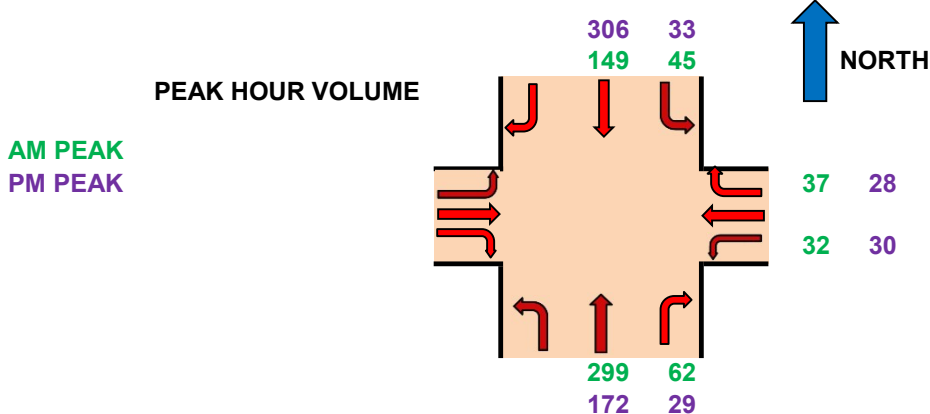 306 33
149 45
NORTH
PEAK HOUR VOLUME
AM PEAK
PM PEAK
37 28
32 30
299 62
172 29